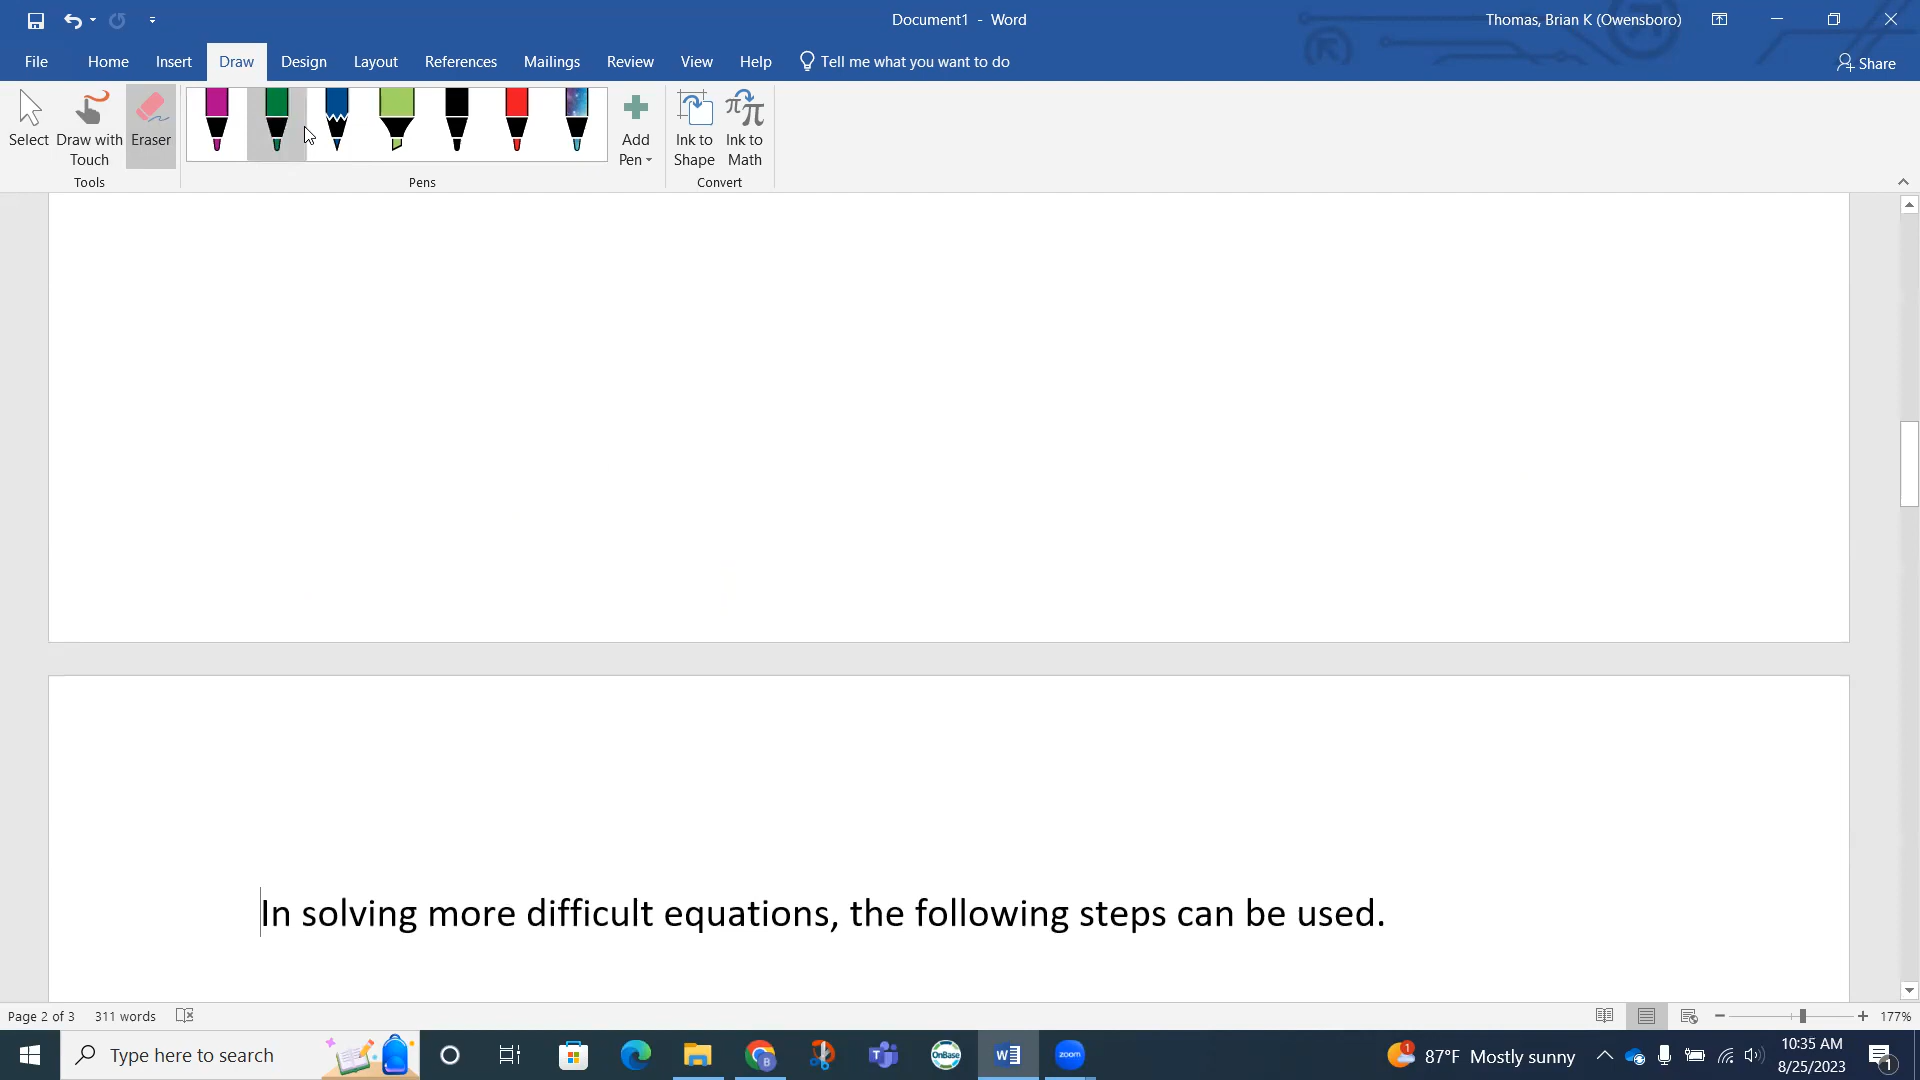 Document1 - Word
Thomas, Brian K (Owensboro)
File Home Insert Draw Design Layout References Mailings Review View Help Tell me what you want to do
Share
Select
Draw with Touch
Eraser
Add Pen
Ink to Shape
Ink to Math
Tools
Pens
Convert
In solving more difficult equations, the following steps can be used.
Page 2 of 3 311 words
177%
Type here to search
OnBase
zoom
87°F Mostly sunny
10:35 AM
8/25/2023